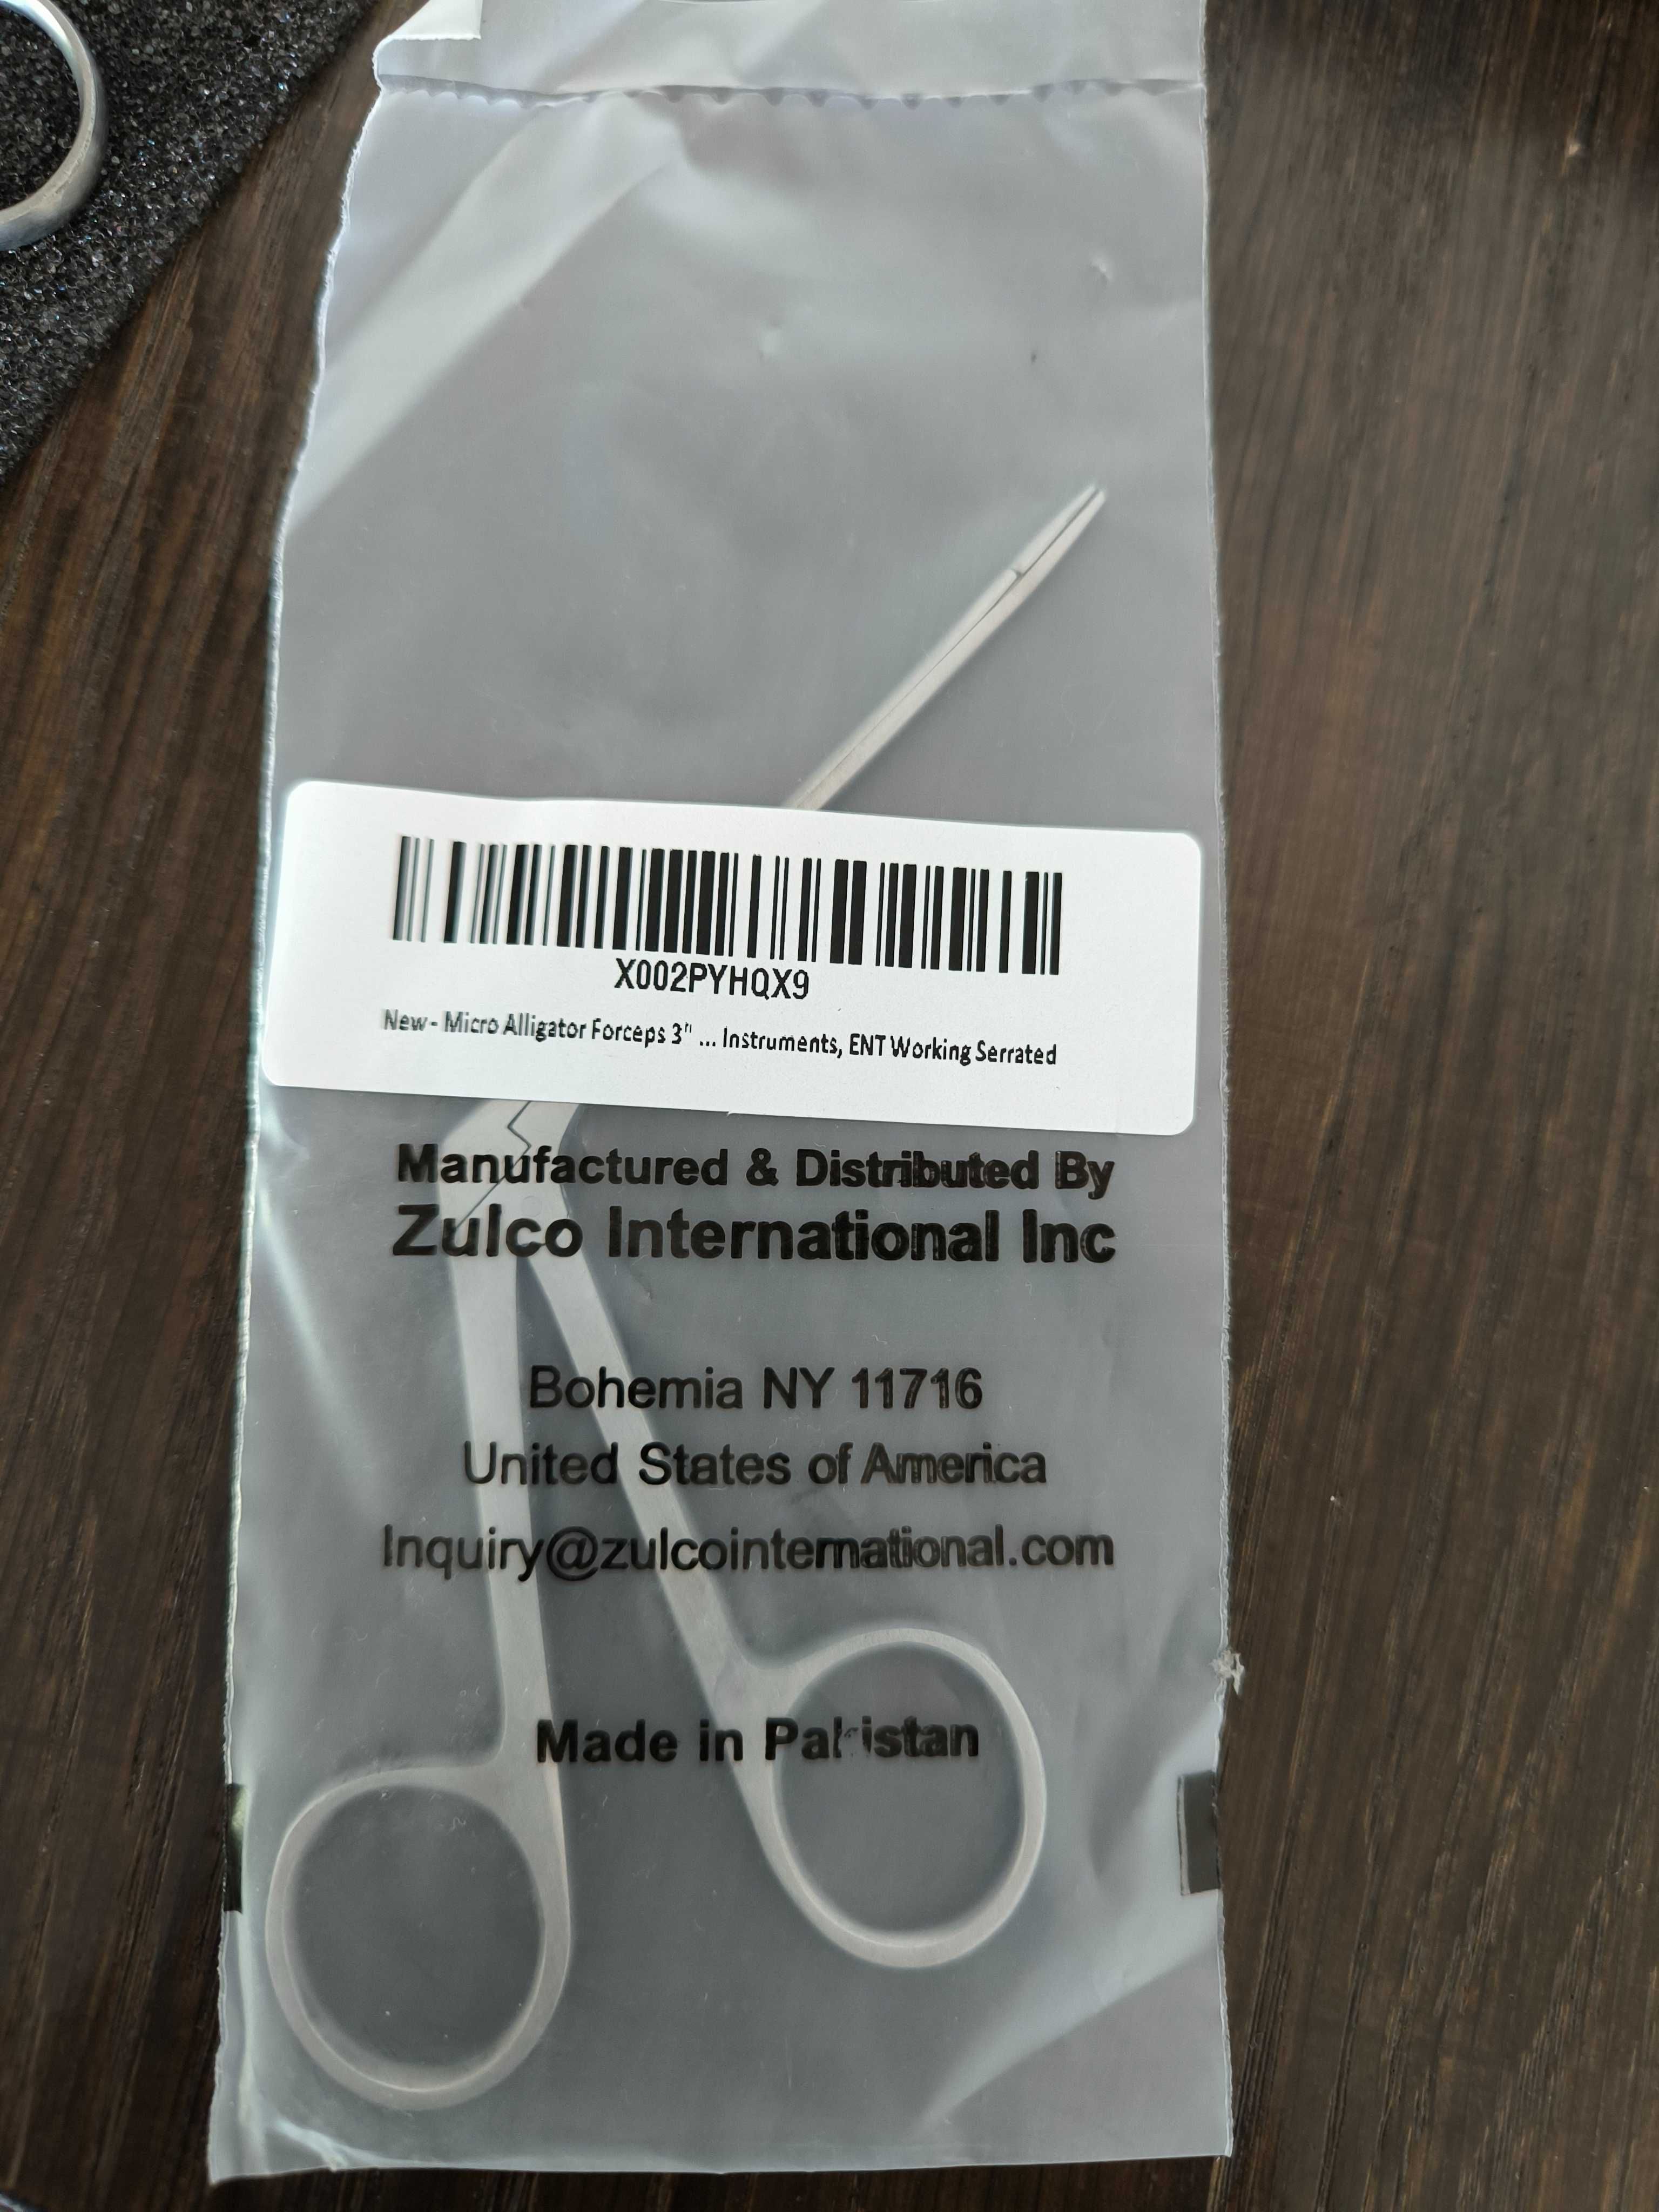 X002PYHQX9
New - Micro Alligator Forceps 3" ... Instruments, ENT Working Serrated
Manufactured & Distributed By
Zulco International Inc
Bohemia NY 11716
United States of America
Inquiry@zulcointernational.com
Made in Pakistan